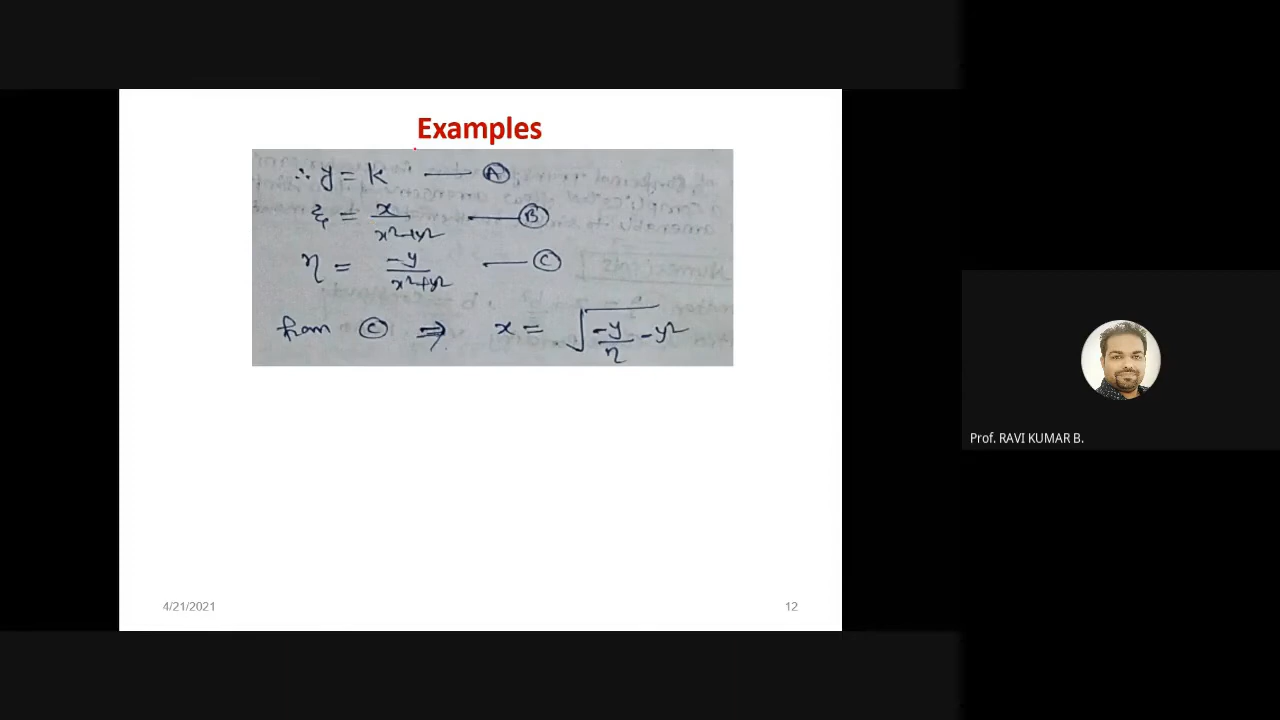 Examples
∴ y = k —— Ⓐ
ξ = x/(x²+y²) —— Ⓑ
η = -y/(x²+y²) —— Ⓒ
from Ⓒ ⇒ x = √(-y/η - y²)
4/21/2021
12
Prof. RAVI KUMAR B.